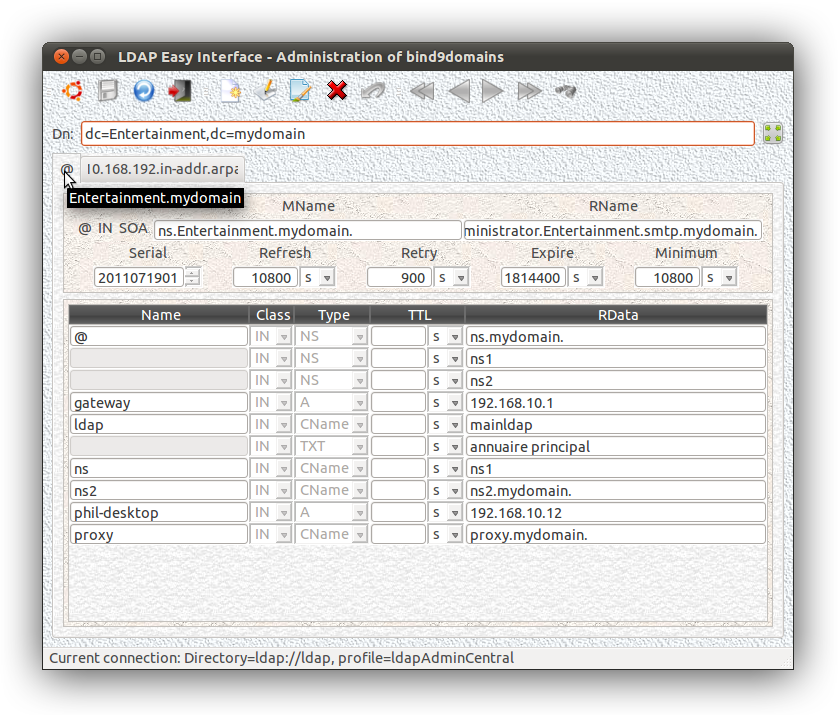 LDAP Easy Interface - Administration of bind9domains
Dn: dc=Entertainment,dc=mydomain
@ 10.168.192.in-addr.arpa
Entertainment.mydomain
MName RName
@ IN SOA ns.Entertainment.mydomain. ministrator.Entertainment.smtp.mydomain.
Serial Refresh Retry Expire Minimum
2011071901 10800 s 900 s 1814400 s 10800 s
Name Class Type TTL RData
@ IN NS s ns.mydomain.
IN NS s ns1
IN NS s ns2
gateway IN A s 192.168.10.1
ldap IN CName s mainldap
IN TXT s annuaire principal
ns IN CName s ns1
ns2 IN CName s ns2.mydomain.
phil-desktop IN A s 192.168.10.12
proxy IN CName s proxy.mydomain.
Current connection: Directory=ldap://ldap, profile=ldapAdminCentral